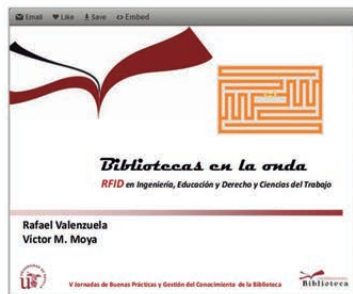 Email Like Save Embed
Bibliotecas en la onda
RFID en Ingeniería, Educación y Derecho y Ciencias del Trabajo
Rafael Valenzuela
Victor M. Moya
V Jornadas de Buenas Prácticas y Gestión del Conocimiento de la Biblioteca
Biblioteca